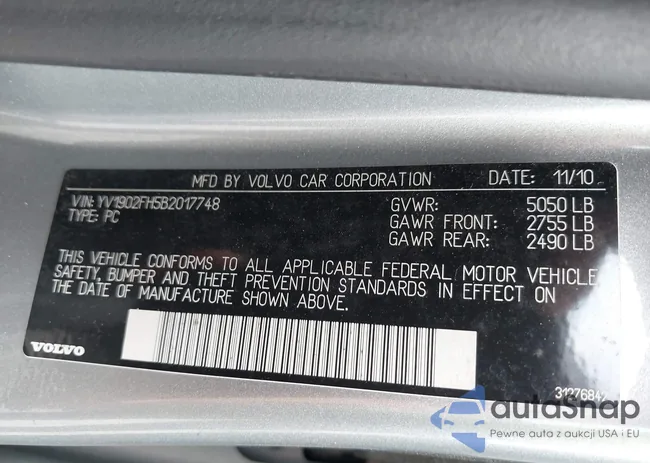 MFD BY VOLVO CAR CORPORATION DATE: 11/10
VIN: YV1902FH5B2017748 GVWR: 5050 LB
TYPE: PC GAWR FRONT: 2755 LB
GAWR REAR: 2490 LB
THIS VEHICLE CONFORMS TO ALL APPLICABLE FEDERAL MOTOR VEHICLE
SAFETY, BUMPER AND THEFT PREVENTION STANDARDS IN EFFECT ON
THE DATE OF MANUFACTURE SHOWN ABOVE.
VOLVO
autoSnap
Pewne auta z aukcji USA i EU